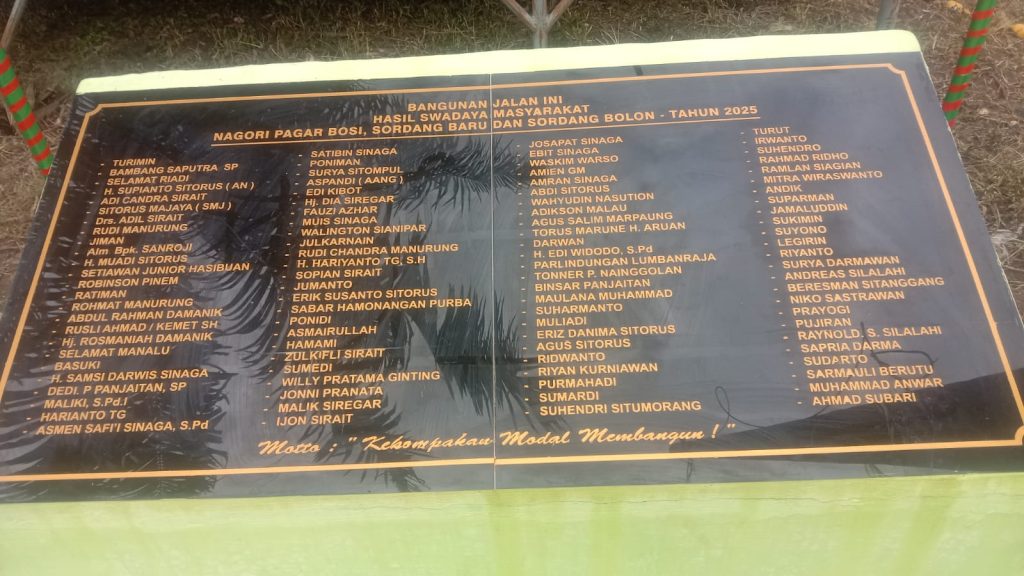 BANGUNAN JALAN INI
HASIL SWADAYA MASYARAKAT
NAGORI PAGAR BOSI, SORDANG BARU DAN SORDANG BOLON - TAHUN 2025
- TURIMIN
- BAMBANG SAPUTRA SP
- SELAMAT RIADI
- H. SUPIANTO SITORUS (AN)
- ADI CANDRA SIRAIT
- SITORUS MAJAYA (SMJ)
- Drs. ADIL SIRAIT
- RUDI MANURUNG
- JIMAN
- Alm Bpk. SANROJI
- H. MUADI SITORUS
- SETIAWAN JUNIOR HASIBUAN
- ROBINSON PINEM
- RATIMAN
- ROHMAT MANURUNG
- ABDUL RAHMAN DAMANIK
- RUSLI AHMAD / KEMET SH
- Hj. ROSMANIAH DAMANIK
- SELAMAT MANALU
- BASUKI
- H. SAMSI DARWIS SINAGA
- DEDI. P PANJAITAN, SP
- MALIKI, S.Pd.I
- HARIANTO TG
- ASMEN SAFI'I SINAGA, S.Pd
- SATIBIN SINAGA
- PONIMAN
- SURYA SITOMPUL
- ASPANDI (AANG)
- EDI KIBOT
- Hj. DIA SIREGAR
- FAUZI AZHAR
- MUIS SINAGA
- WALINGTON SIANIPAR
- JULKARNAIN
- RUDI CHANDRA MANURUNG
- H. HARYANTO TG, S.H
- SOPIAN SIRAIT
- JUMANTO
- ERIK SUSANTO SITORUS
- SABAR HAMONANGAN PURBA
- PONIDI
- ASMAIRULLAH
- HAMAMI
- ZULKIFLI SIRAIT
- SUMEDI
- WILLY PRATAMA GINTING
- JONNI PRANATA
- MALIK SIREGAR
- IJON SIRAIT
- JOSAPAT SINAGA
- EBIT SINAGA
- WASKIM WARSO
- AMIEN GM
- AMRAN SINAGA
- ABDI SITORUS
- WAHYUDIN NASUTION
- ADIKSON MALAU
- AGUS SALIM MARPAUNG
- TORUS MARUNE H. ARUAN
- DARWAN
- H. EDI WIDODO, S.Pd
- PARLINDUNGAN LUMBANRAJA
- TONNER P. NAINGGOLAN
- BINSAR PANJAITAN
- MAULANA MUHAMMAD
- SUHARMANTO
- MULIADI
- ERIZ DANIMA SITORUS
- AGUS SITORUS
- RIDWANTO
- RIYAN KURNIAWAN
- PURMAHADI
- SUMARDI
- SUHENDRI SITUMORANG
- TURUT
- IRWANTO
- SUHENDRO
- RAHMAD RIDHO
- RAMLAN SIAGIAN
- MITRA WIRASWANTO
- ANDIK
- SUPARMAN
- JAMALUDDIN
- SUKIMIN
- SUYONO
- LEGIRIN
- RIYANTO
- SURYA DARMAWAN
- ANDREAS SILALAHI
- BERESMAN SITANGGANG
- NIKO SASTRAWAN
- PRAYOGI
- PUJIRAN
- RAYNOLD. S. SILALAHI
- SAPRIA DARMA
- SUDARTO
- SARMAULI BERUTU
- MUHAMMAD ANWAR
- AHMAD SUBARI
Motto : " Kekompakan Modal Membangun ! "